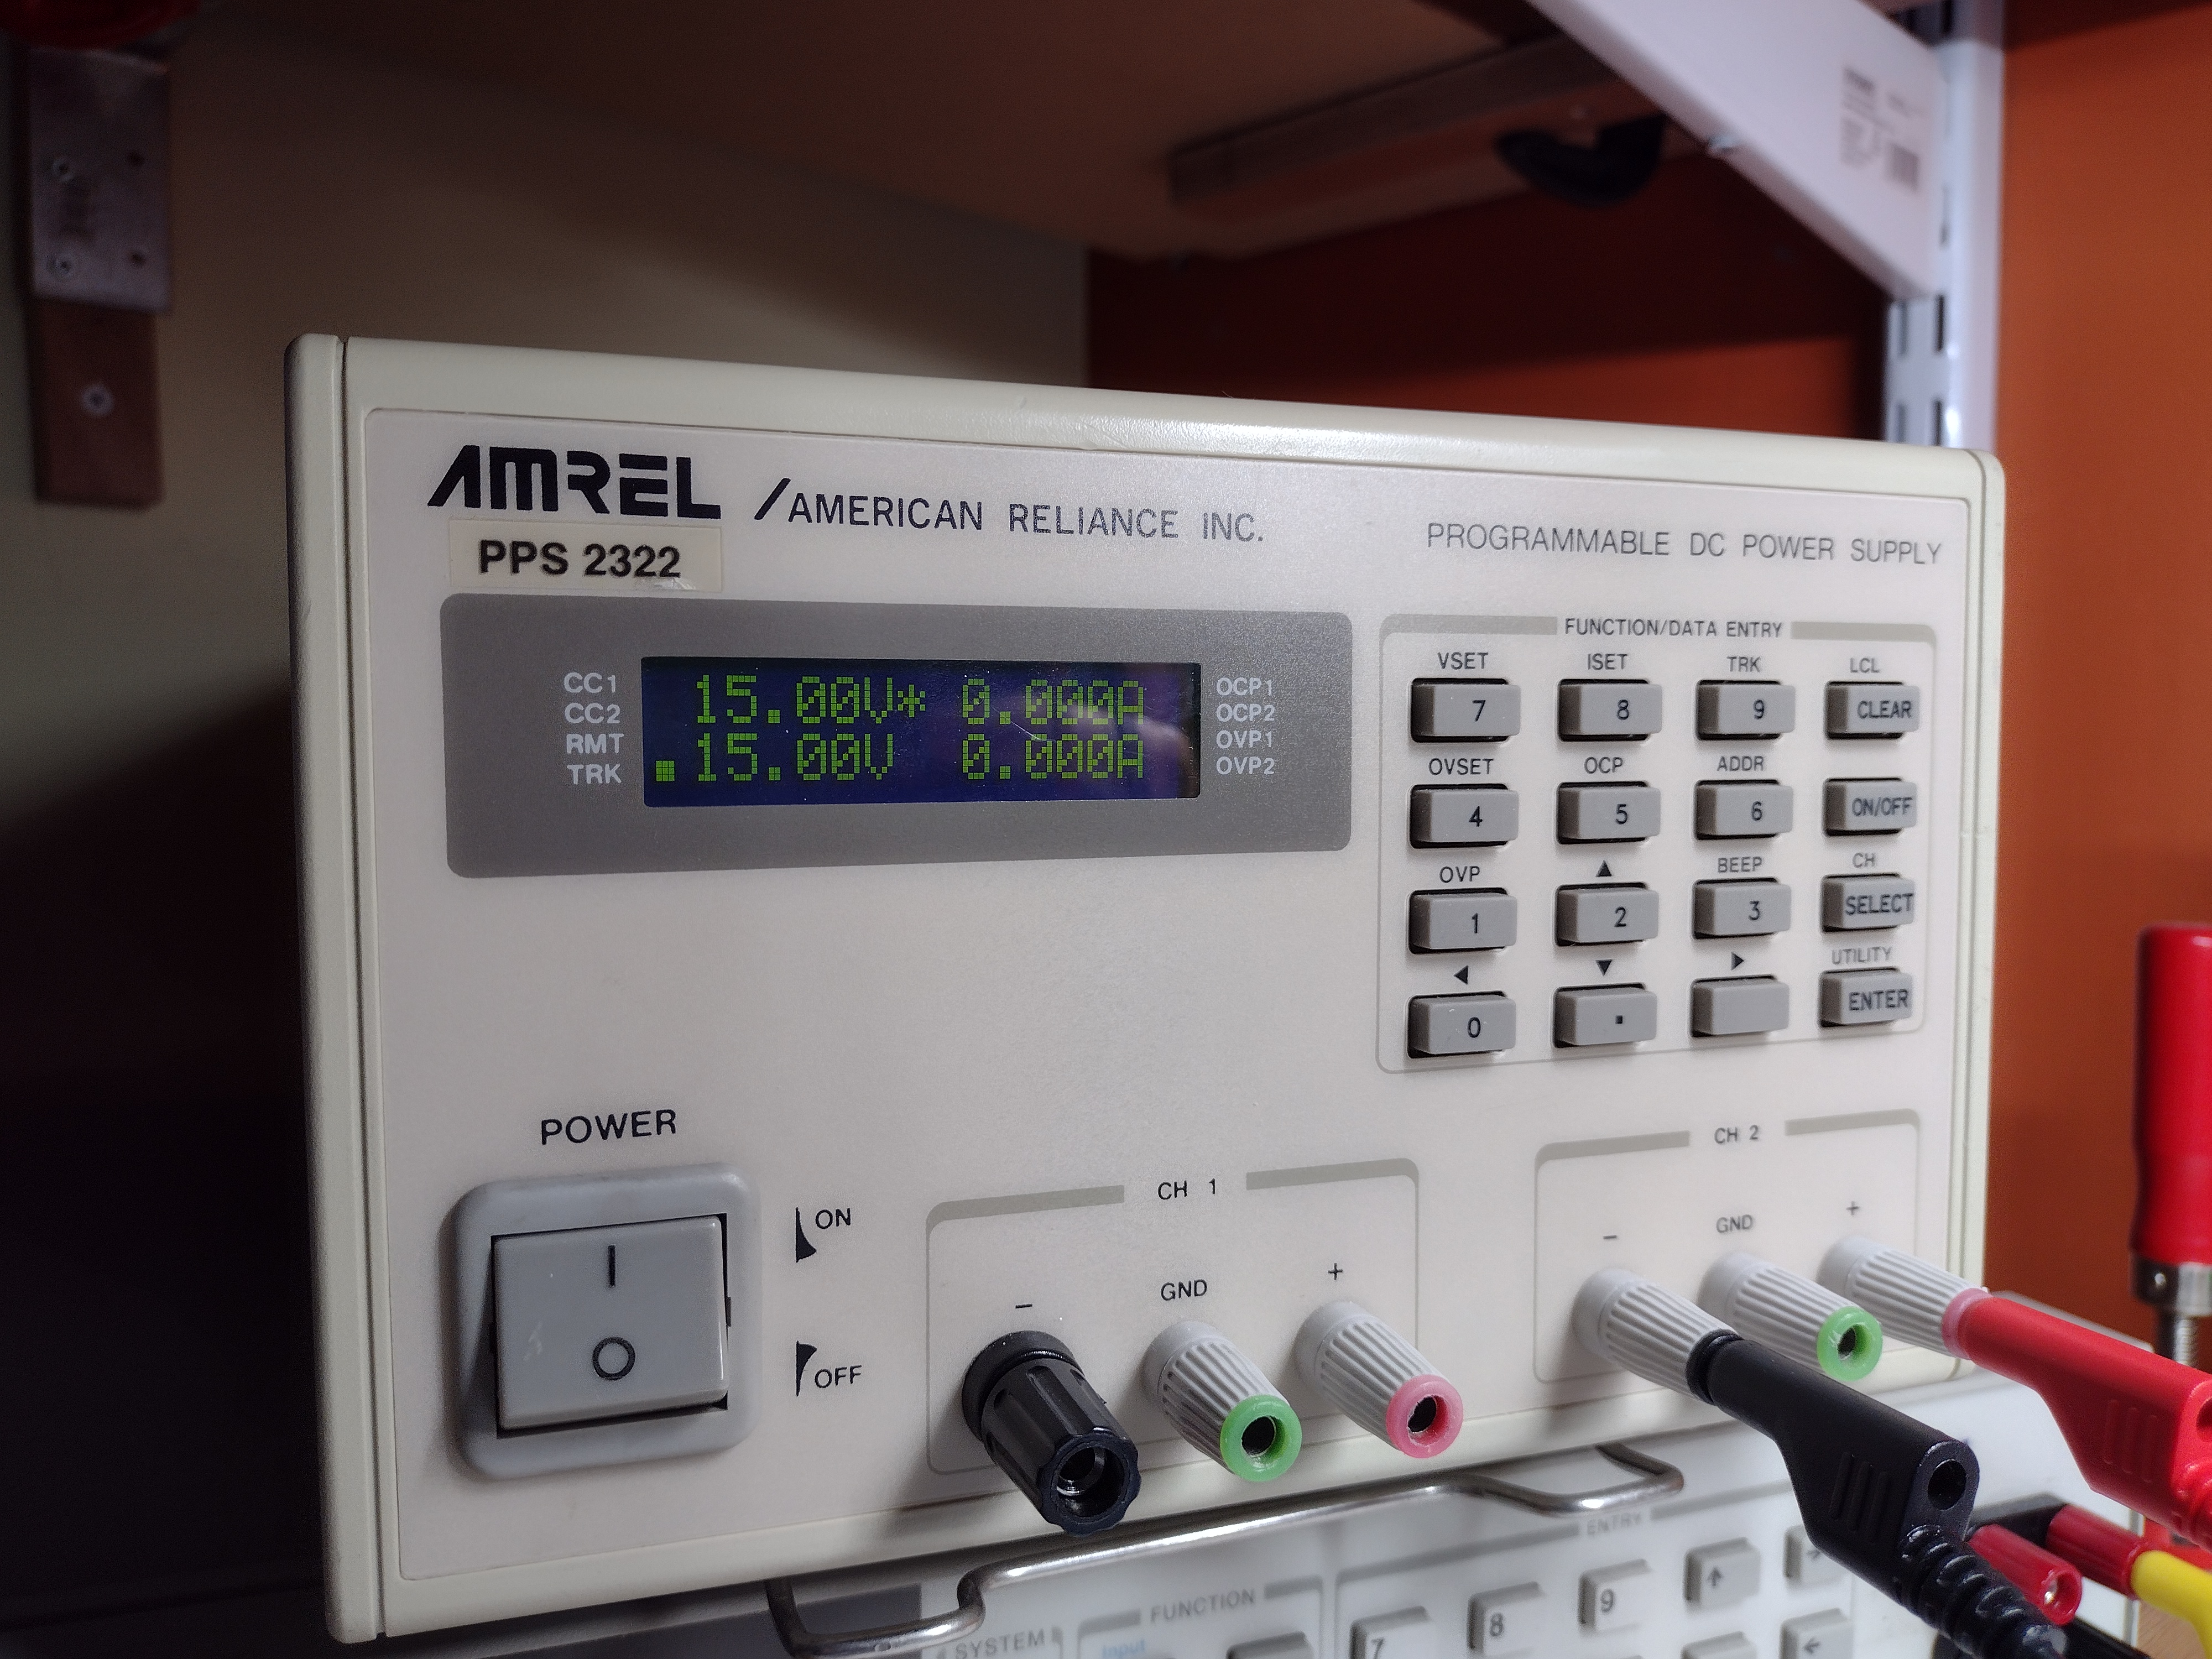 AMREL / AMERICAN RELIANCE INC.
PPS 2322
PROGRAMMABLE DC POWER SUPPLY
CC1
CC2
RMT
TRK
15.00V* 0.000A
.15.00V 0.000A
OCP1
OCP2
OVP1
OVP2
FUNCTION/DATA ENTRY
VSET ISET TRK LCL
7 8 9 CLEAR
OVSET OCP ADDR
4 5 6 ON/OFF
OVP ▲ BEEP CH
1 2 3 SELECT
◀ ▼ ▶ UTILITY
0 . ENTER
POWER
I
O
ON
OFF
CH 1
- GND +
CH 2
- GND +
ENTRY
FUNCTION
SYSTEM
Input
7 8 9 ↑ →
←